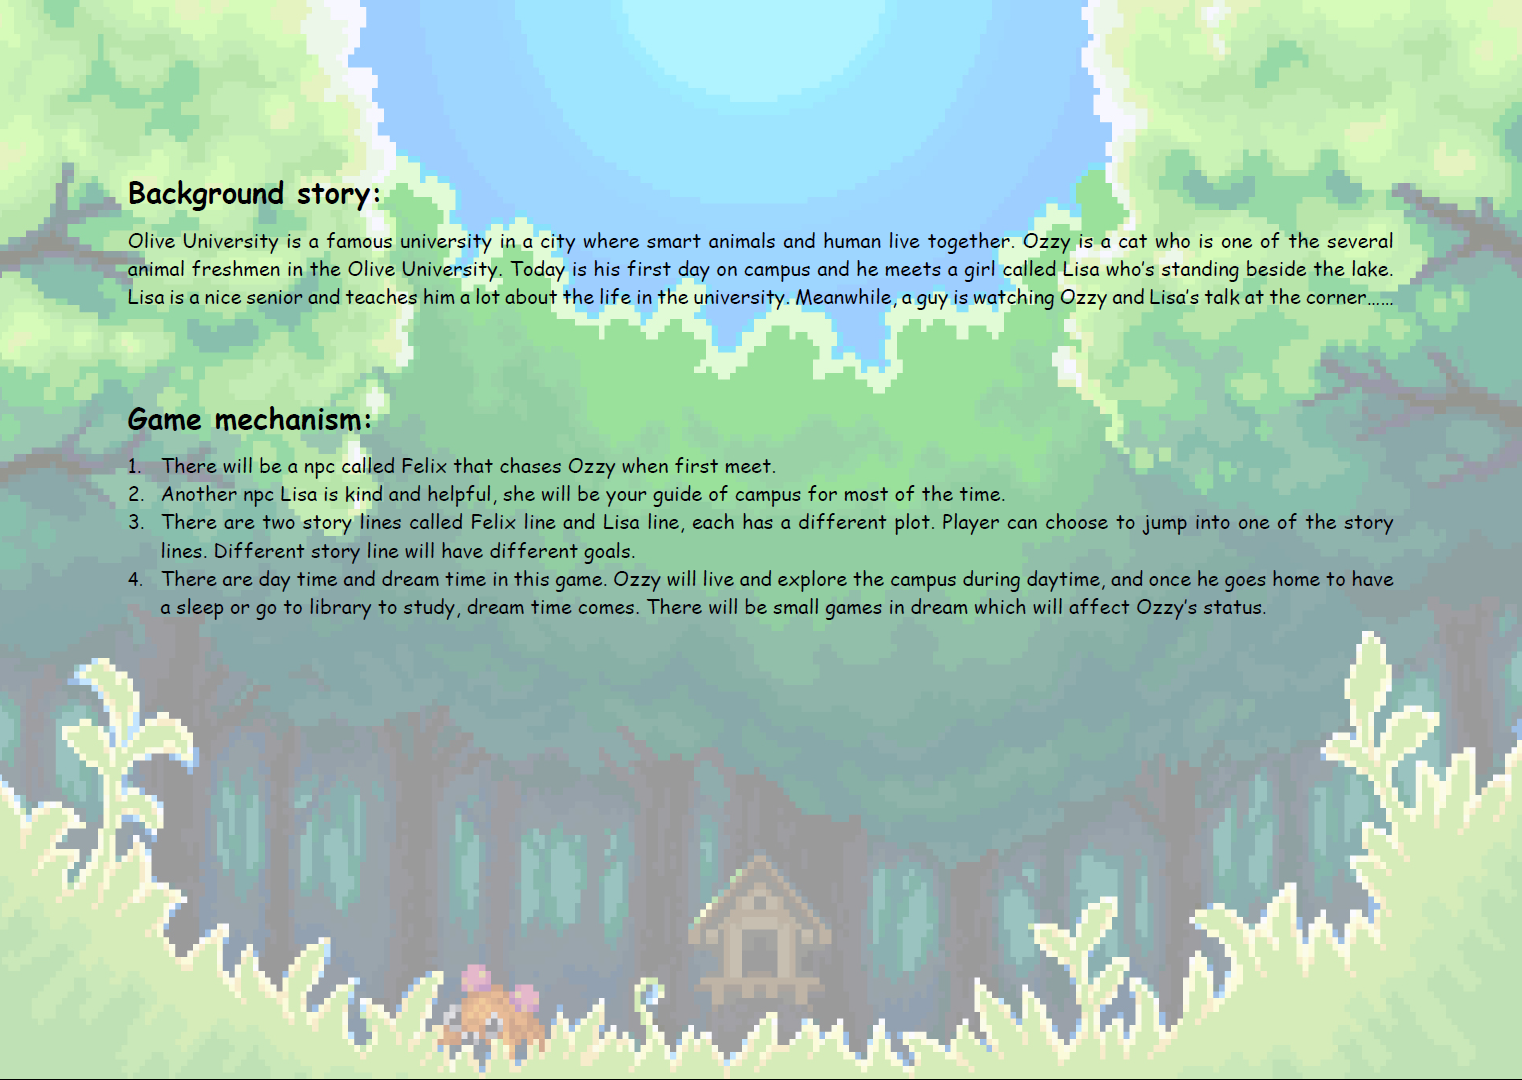 Background story:
Olive University is a famous university in a city where smart animals and human live together. Ozzy is a cat who is one of the several
animal freshmen in the Olive University. Today is his first day on campus and he meets a girl called Lisa who’s standing beside the lake.
Lisa is a nice senior and teaches him a lot about the life in the university. Meanwhile, a guy is watching Ozzy and Lisa’s talk at the corner……
Game mechanism:
1. There will be a npc called Felix that chases Ozzy when first meet.
2. Another npc Lisa is kind and helpful, she will be your guide of campus for most of the time.
3. There are two story lines called Felix line and Lisa line, each has a different plot. Player can choose to jump into one of the story
lines. Different story line will have different goals.
4. There are day time and dream time in this game. Ozzy will live and explore the campus during daytime, and once he goes home to have
a sleep or go to library to study, dream time comes. There will be small games in dream which will affect Ozzy’s status.